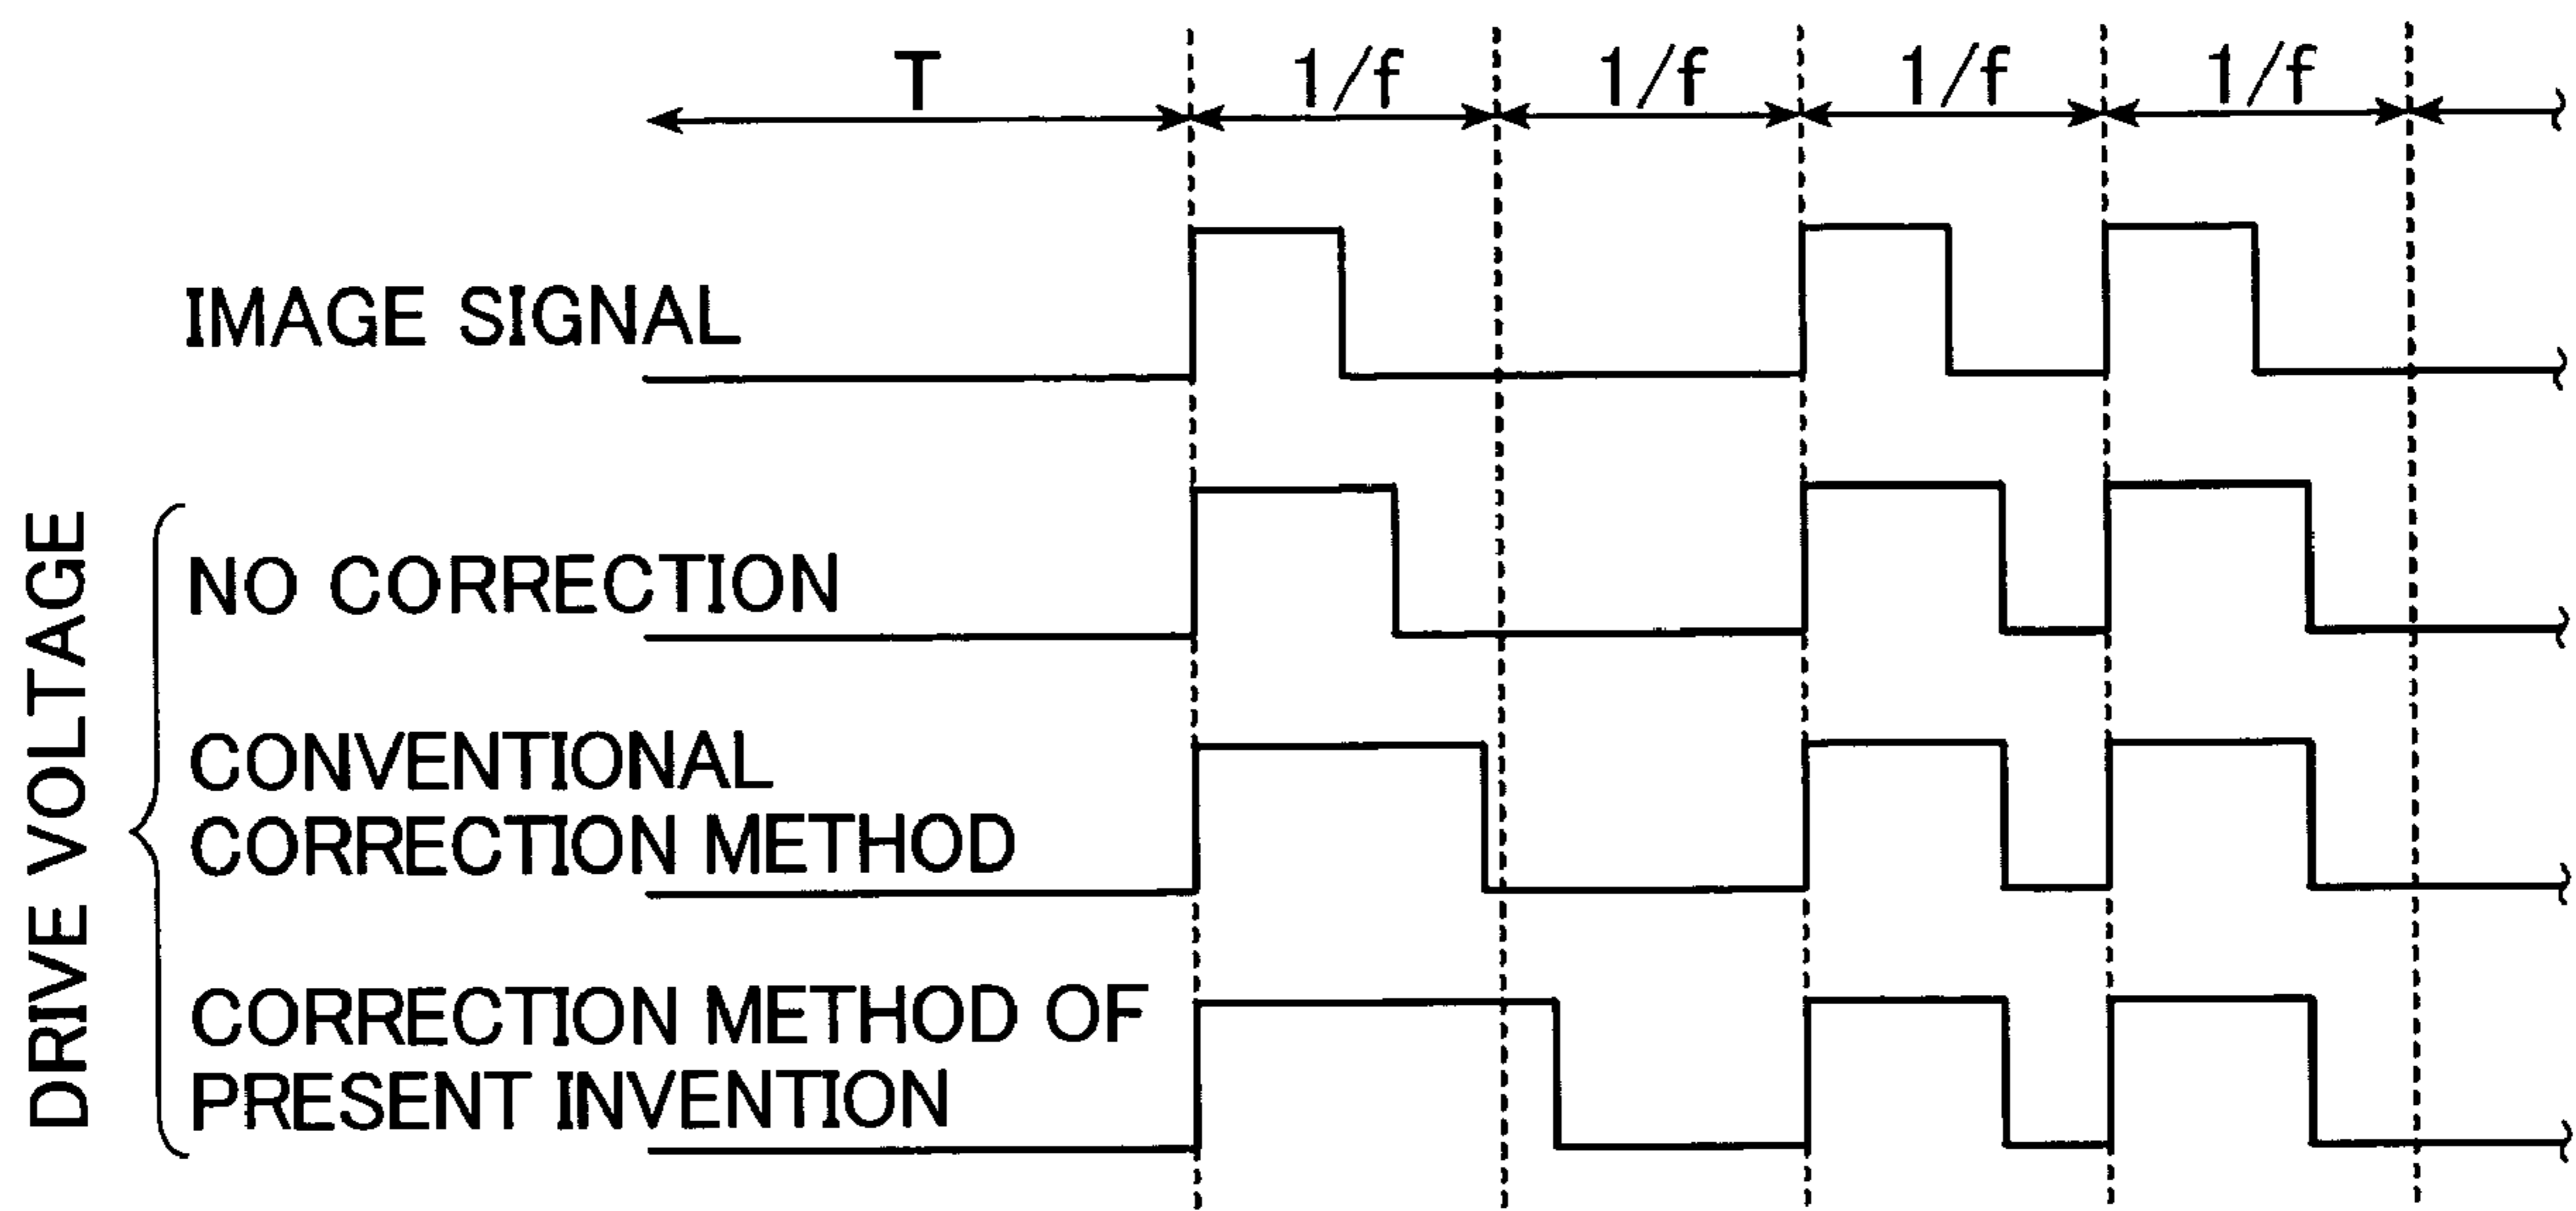 T 1/f 1/f 1/f 1/f
IMAGE SIGNAL
DRIVE VOLTAGE
NO CORRECTION
CONVENTIONAL
CORRECTION METHOD
CORRECTION METHOD OF
PRESENT INVENTION